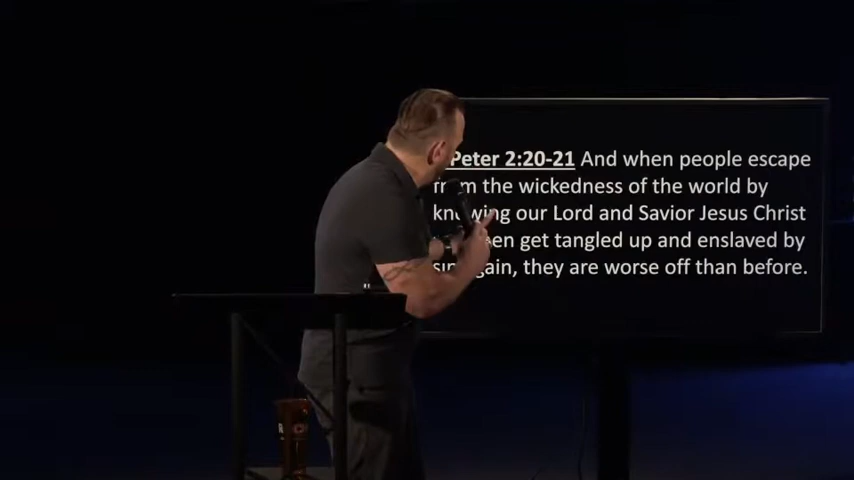 Peter 2:20-21 And when people escape
the wickedness of the world by
knowing our Lord and Savior Jesus Christ
get tangled up and enslaved by
they are worse off than before.